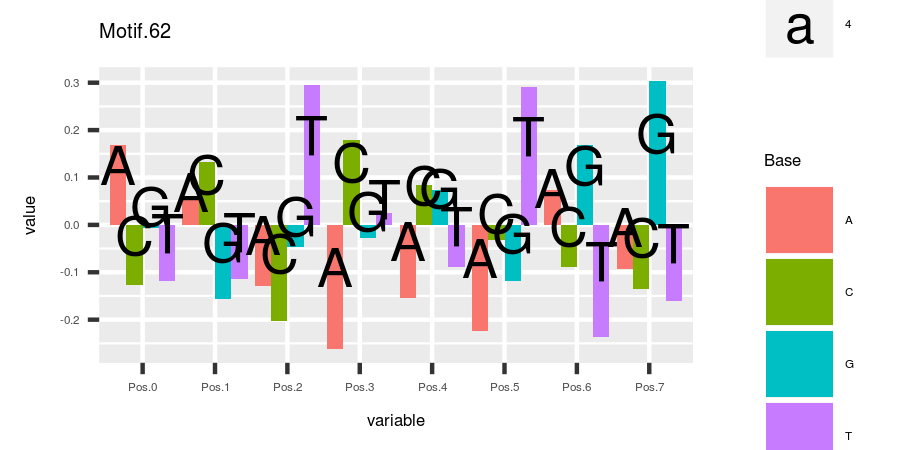 Motif.62
a 4
value
0.3
0.2
0.1
0.0
-0.1
-0.2
A C G T A C G T A C G T A C G T A C G T A C G T A C G T A C G T
Pos.0 Pos.1 Pos.2 Pos.3 Pos.4 Pos.5 Pos.6 Pos.7
variable
Base
A
C
G
T